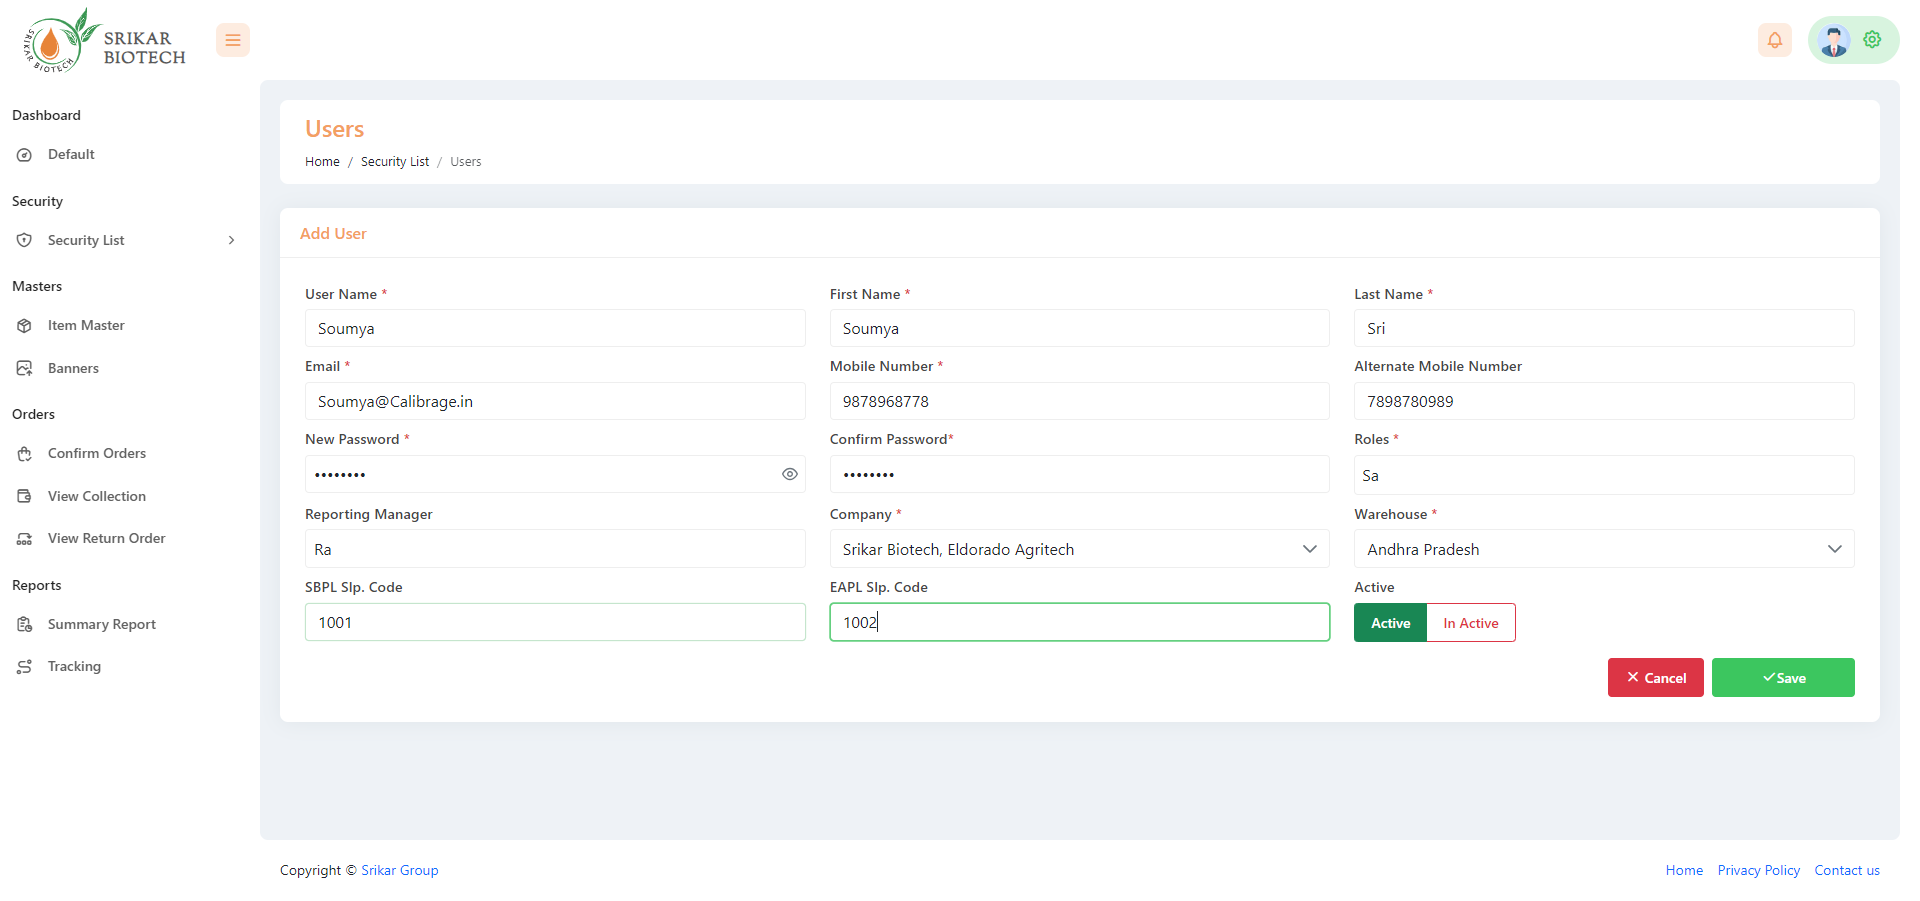 SRIKAR BIOTECH
SRIKAR
BIOTECH
Dashboard
Default
Security
Security List
Masters
Item Master
Banners
Orders
Confirm Orders
View Collection
View Return Order
Reports
Summary Report
Tracking
Users
Home / Security List / Users
Add User
User Name * First Name * Last Name *
Soumya Soumya Sri
Email * Mobile Number * Alternate Mobile Number
Soumya@Calibrage.in 9878968778 7898780989
New Password * Confirm Password* Roles *
•••••••• •••••••• Sa
Reporting Manager Company * Warehouse *
Ra Srikar Biotech, Eldorado Agritech Andhra Pradesh
SBPL Slp. Code EAPL Slp. Code Active
1001 1002 Active In Active
Cancel Save
Copyright © Srikar Group Home Privacy Policy Contact us